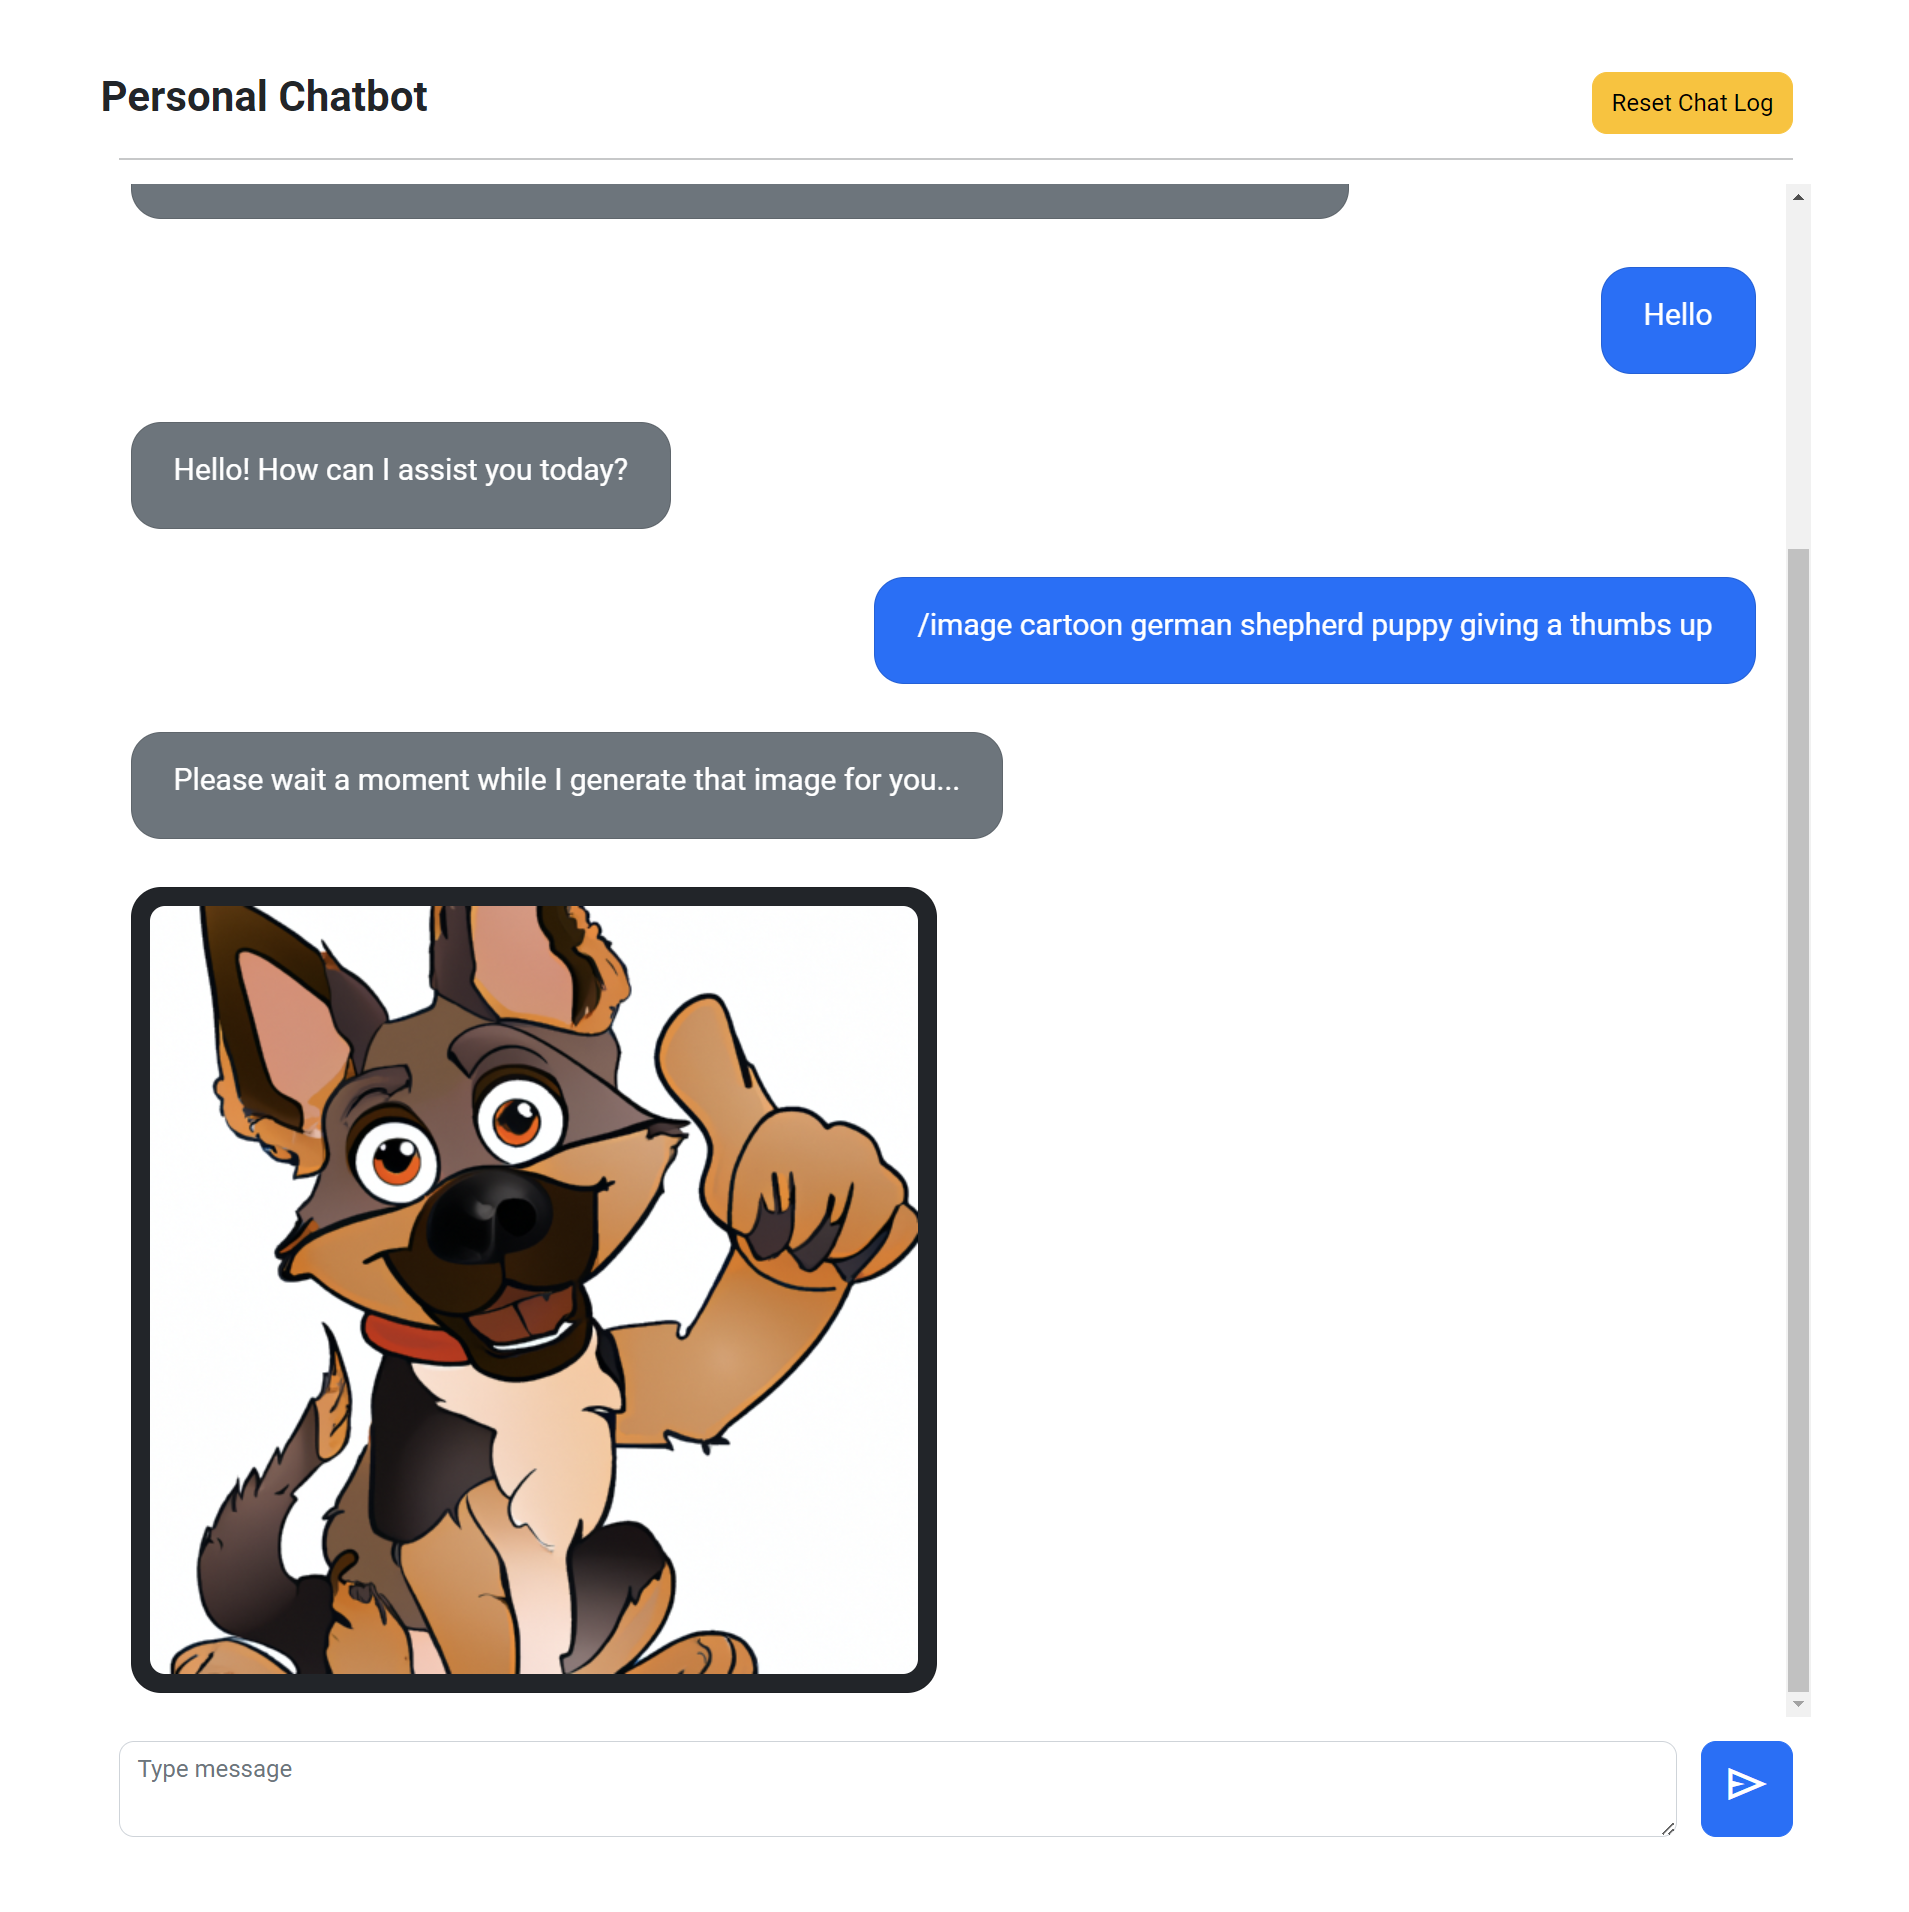 Personal Chatbot
Reset Chat Log
Hello
Hello! How can I assist you today?
/image cartoon german shepherd puppy giving a thumbs up
Please wait a moment while I generate that image for you...
Type message